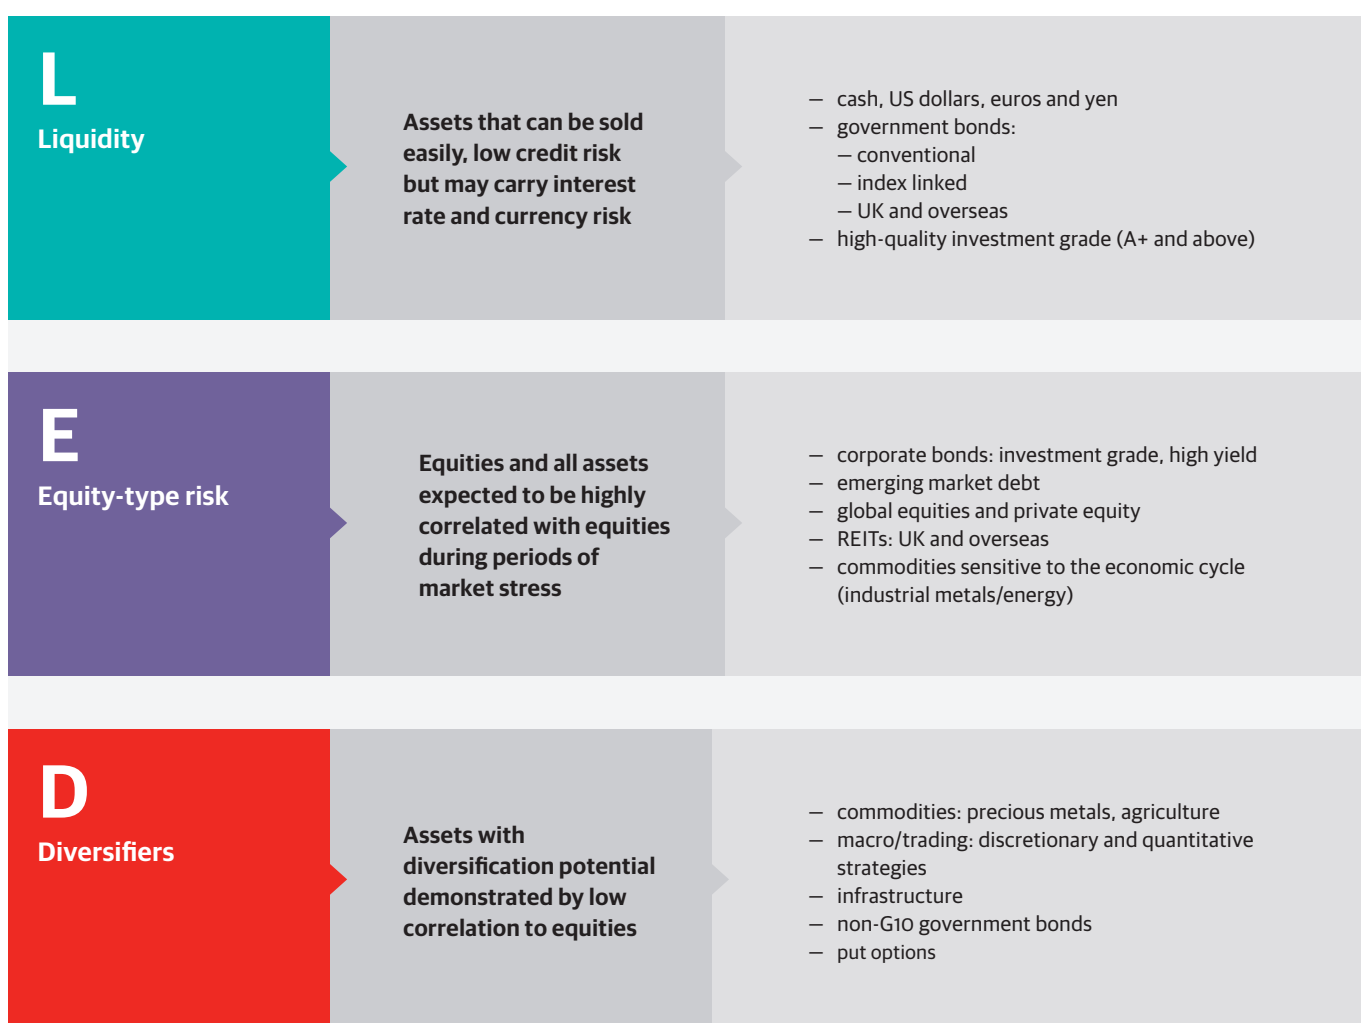 L
Liquidity
Assets that can be sold
easily, low credit risk
but may carry interest
rate and currency risk
— cash, US dollars, euros and yen
— government bonds:
— conventional
— index linked
— UK and overseas
— high-quality investment grade (A+ and above)
E
Equity-type risk
Equities and all assets
expected to be highly
correlated with equities
during periods of
market stress
— corporate bonds: investment grade, high yield
— emerging market debt
— global equities and private equity
— REITs: UK and overseas
— commodities sensitive to the economic cycle
(industrial metals/energy)
D
Diversifiers
Assets with
diversification potential
demonstrated by low
correlation to equities
— commodities: precious metals, agriculture
— macro/trading: discretionary and quantitative
strategies
— infrastructure
— non-G10 government bonds
— put options